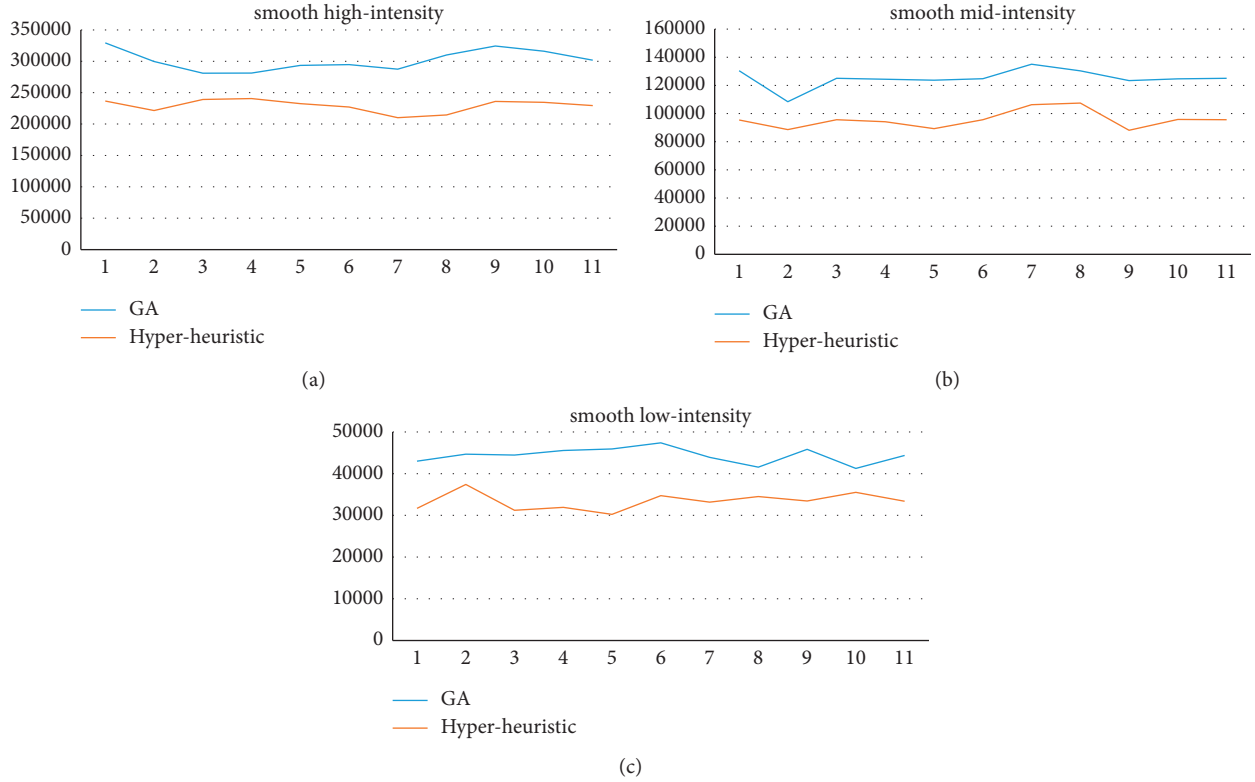 smooth high-intensity
350000
300000
250000
200000
150000
100000
50000
0
1 2 3 4 5 6 7 8 9 10 11
GA
Hyper-heuristic
(a)
smooth mid-intensity
160000
140000
120000
100000
80000
60000
40000
20000
0
1 2 3 4 5 6 7 8 9 10 11
GA
Hyper-heuristic
(b)
smooth low-intensity
50000
40000
30000
20000
10000
0
1 2 3 4 5 6 7 8 9 10 11
GA
Hyper-heuristic
(c)